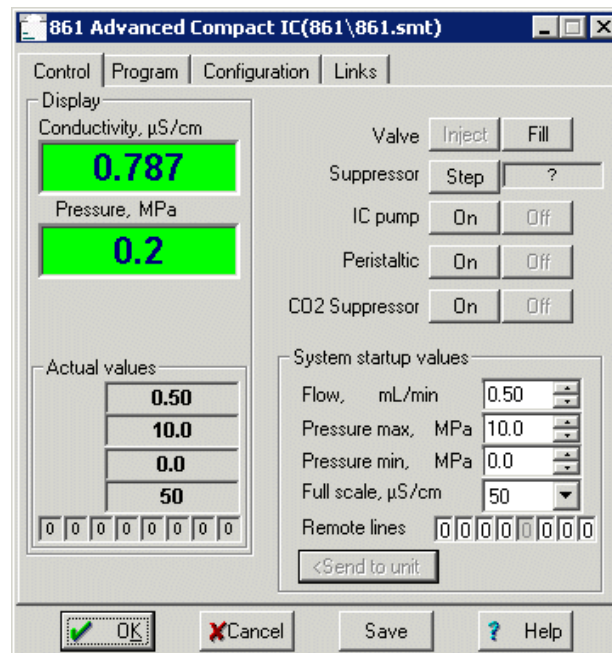 861 Advanced Compact IC(861\861.smt)
Control Program Configuration Links
Display
Conductivity, µS/cm
0.787
Pressure, MPa
0.2
Valve Inject Fill
Suppressor Step ?
IC pump On Off
Peristaltic On Off
CO2 Suppressor On Off
Actual values
0.50
10.0
0.0
50
0 0 0 0 0 0 0 0
System startup values
Flow, mL/min 0.50
Pressure max, MPa 10.0
Pressure min, MPa 0.0
Full scale, µS/cm 50
Remote lines 0 0 0 0 0 0 0 0
<Send to unit
OK Cancel Save ? Help